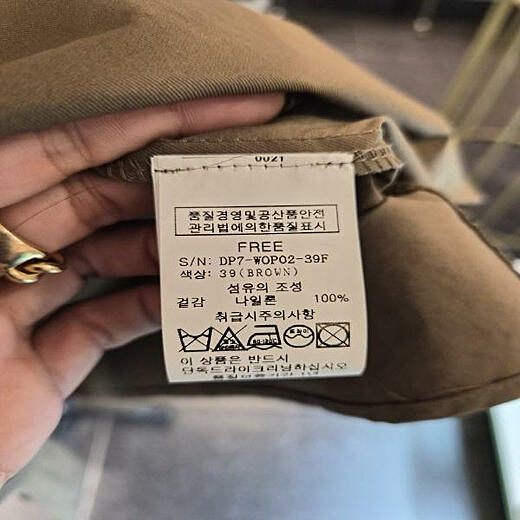 0021
품질경영및공산품안전
관리법에의한품질표시
FREE
S/N: DP7-WOP02-39F
색상: 39(BROWN)
섬유의 조성
겉감 나일론 100%
취급시주의사항
드라이
이 상품은 반드시
단독드라이크리닝하십시오